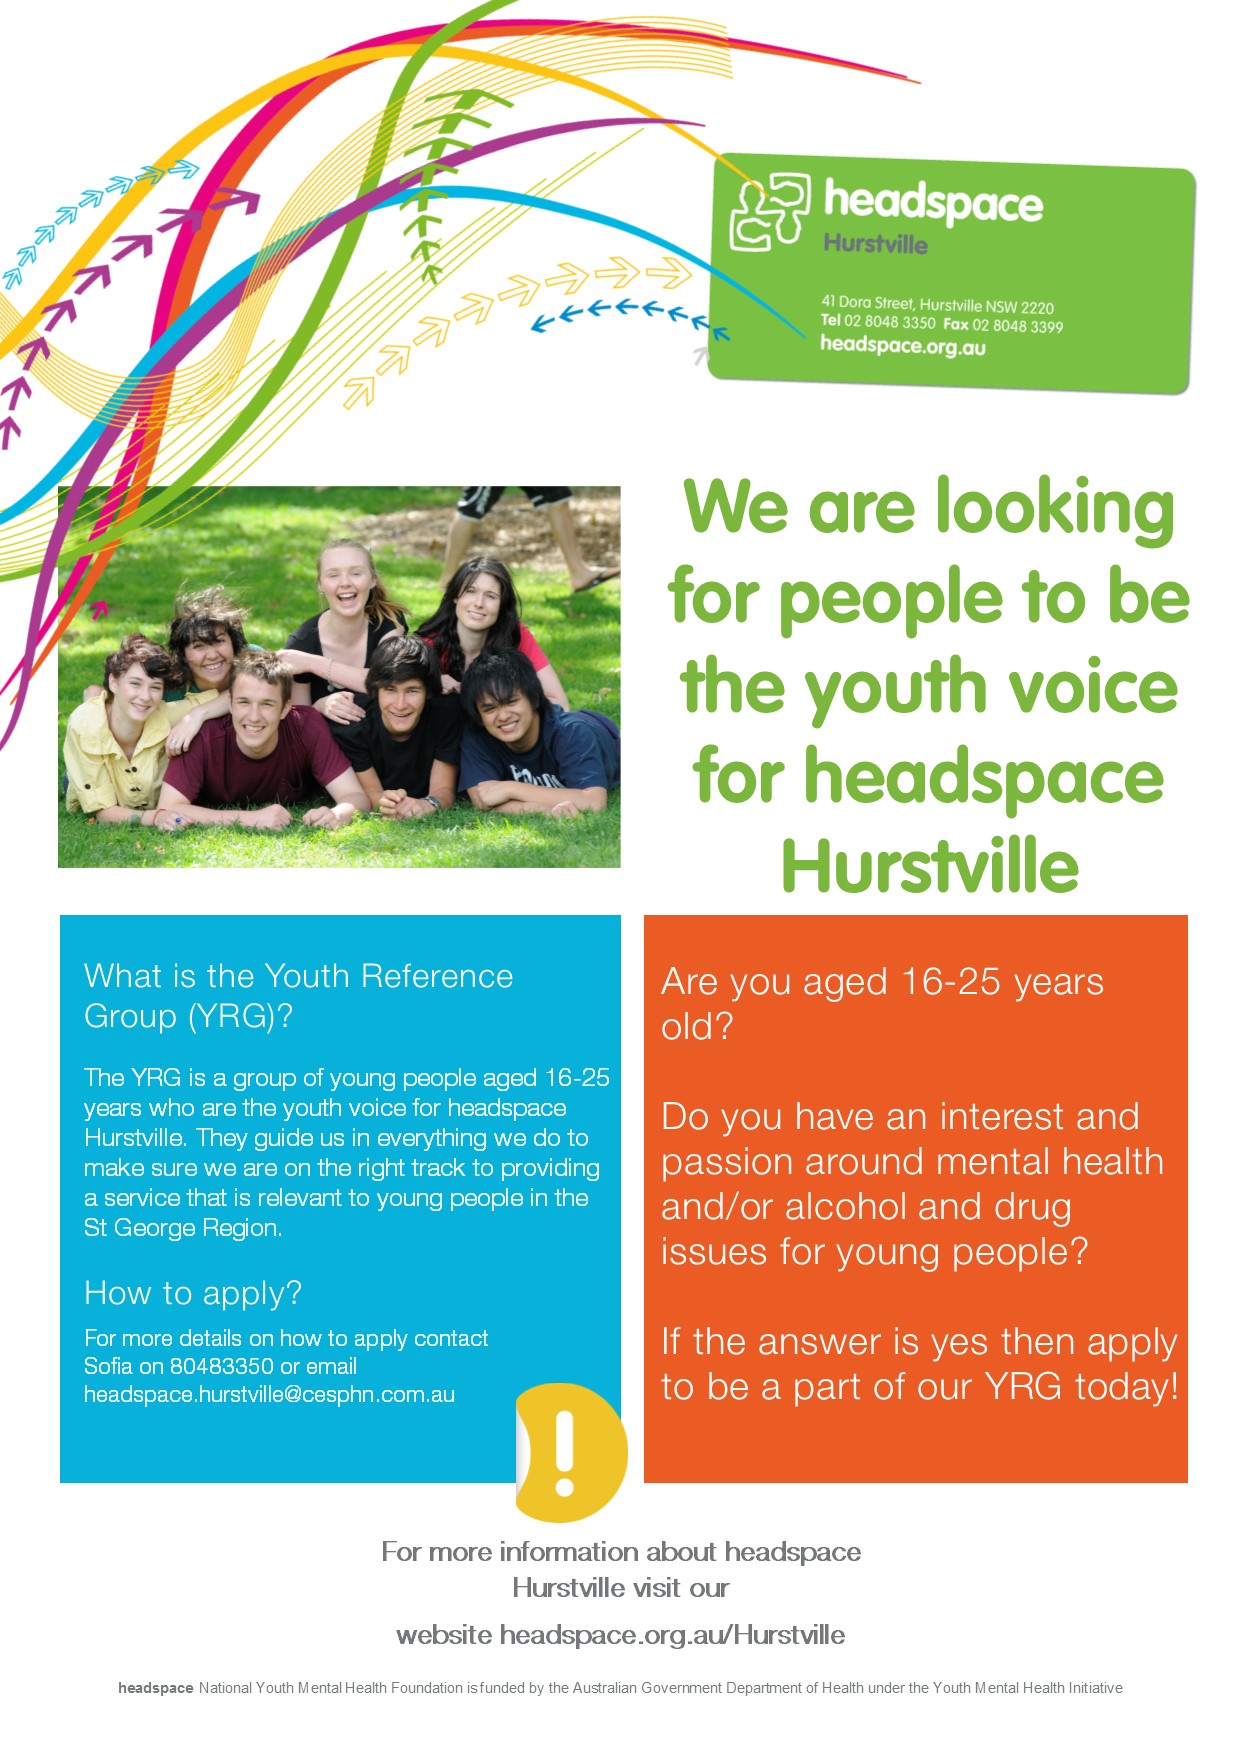 headspace
Hurstville
41 Dora Street, Hurstville NSW 2220
Tel 02 8048 3350 Fax 02 8048 3399
headspace.org.au
We are looking
for people to be
the youth voice
for headspace
Hurstville
What is the Youth Reference
Group (YRG)?
The YRG is a group of young people aged 16-25
years who are the youth voice for headspace
Hurstville. They guide us in everything we do to
make sure we are on the right track to providing
a service that is relevant to young people in the
St George Region.
How to apply?
For more details on how to apply contact
Sofia on 80483350 or email
headspace.hurstville@cesphn.com.au
!
Are you aged 16-25 years
old?
Do you have an interest and
passion around mental health
and/or alcohol and drug
issues for young people?
If the answer is yes then apply
to be a part of our YRG today!
For more information about headspace
Hurstville visit our
website headspace.org.au/Hurstville
headspace National Youth Mental Health Foundation is funded by the Australian Government Department of Health under the Youth Mental Health Initiative